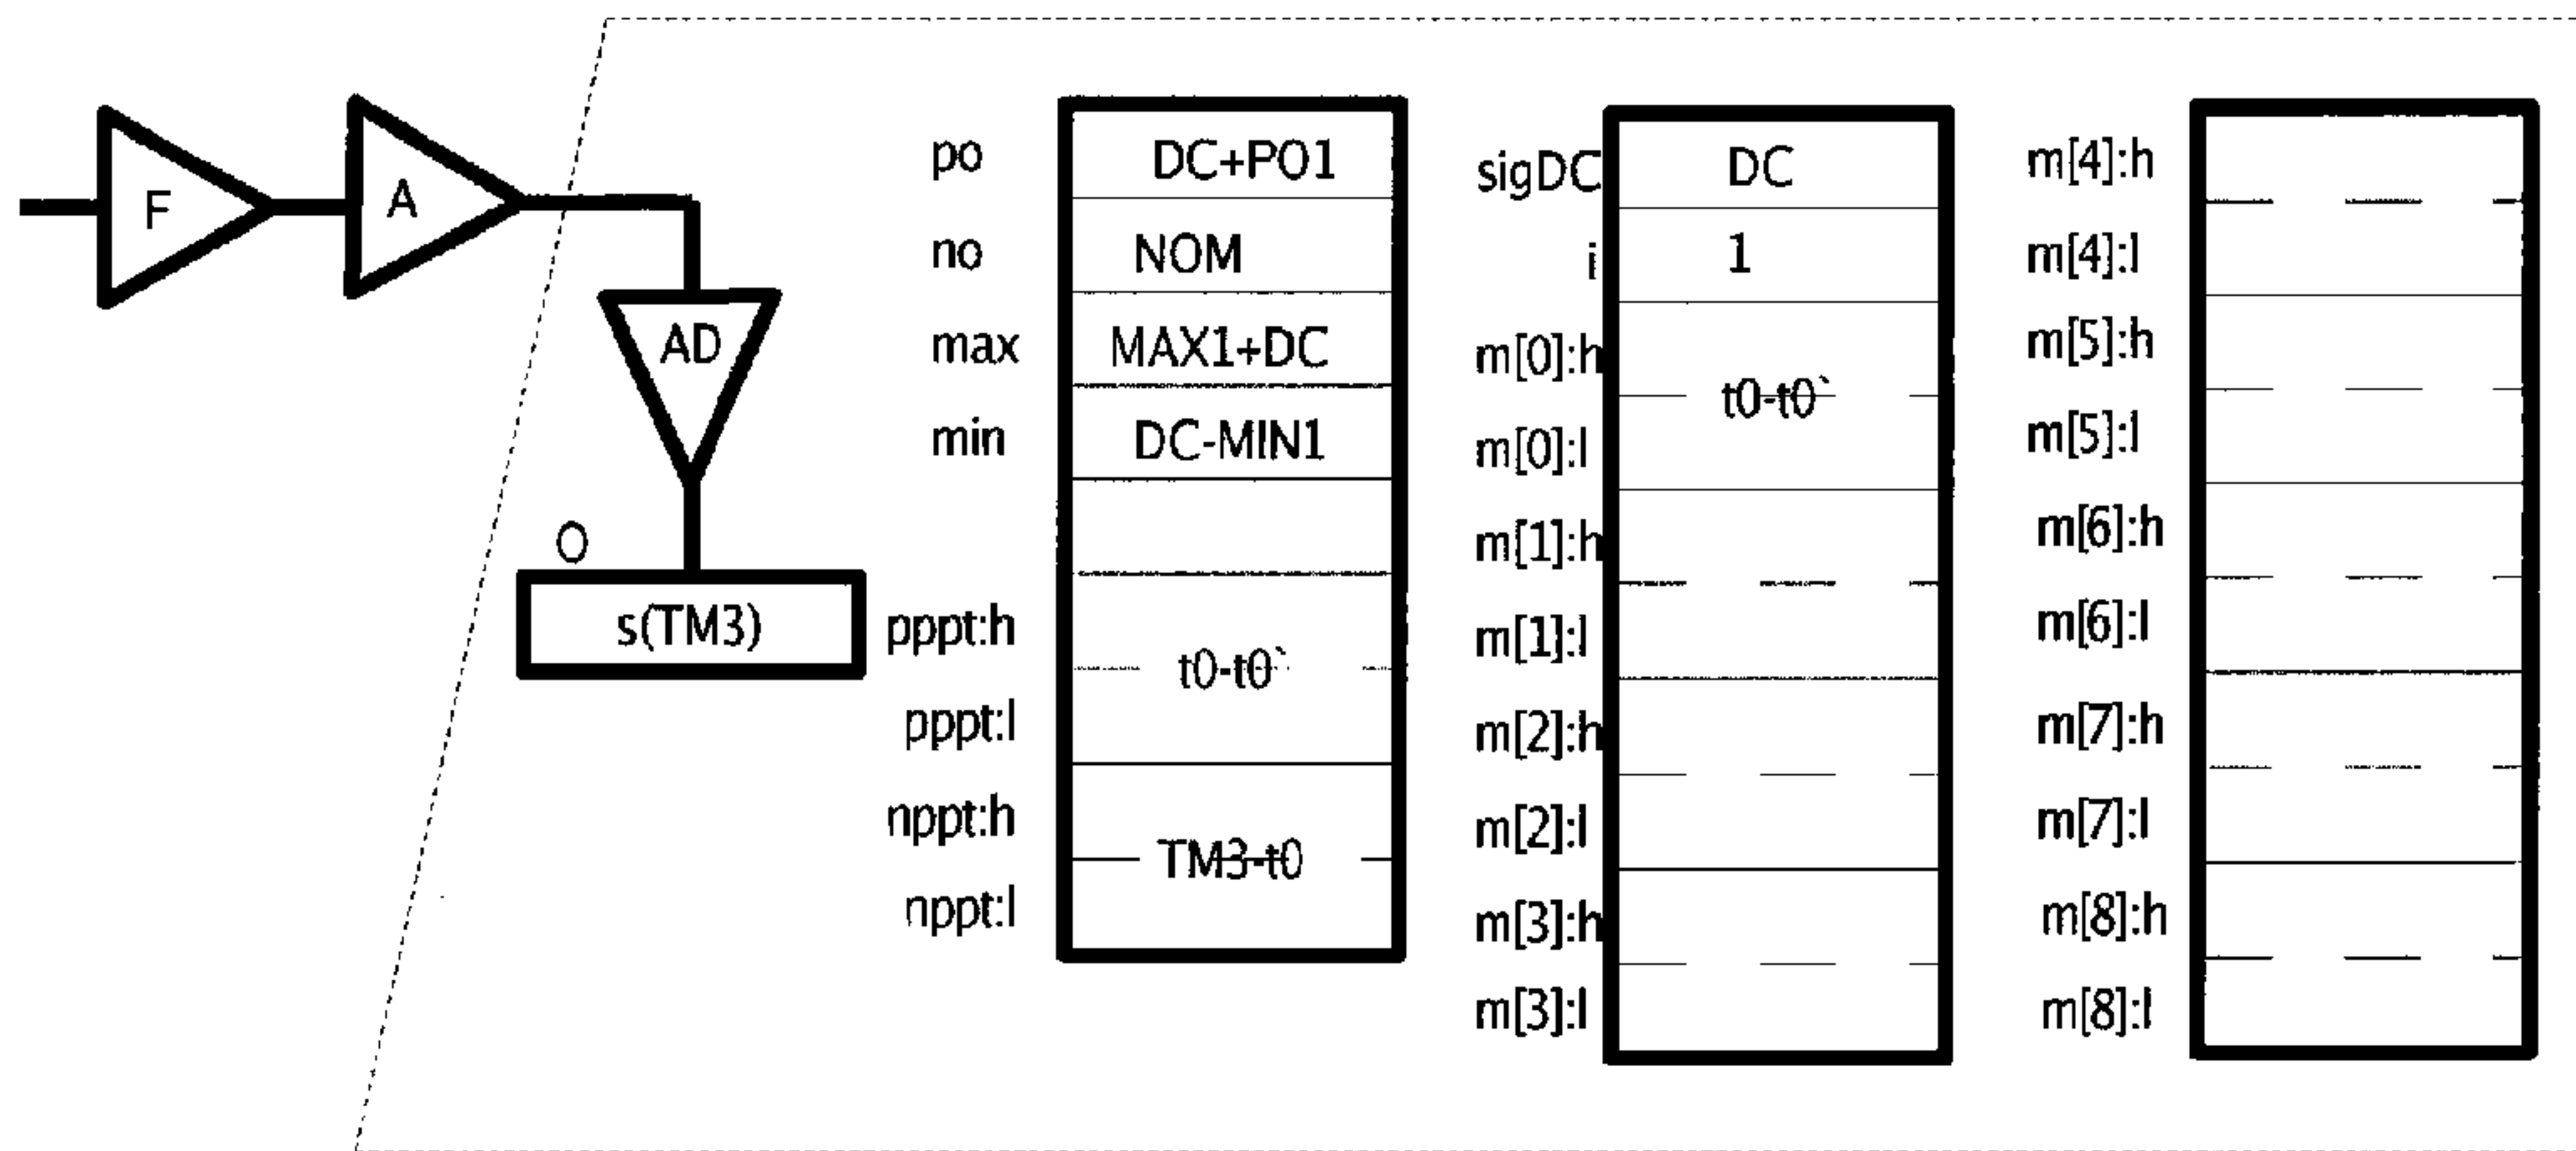 F
A
AD
O
s(TM3)
po DC+PO1
no NOM
max MAX1+DC
min DC-MIN1
pppt:h
t0-t0`
pppt:l
nppt:h
TM3-t0
nppt:l
sigDC DC
i 1
m[0]:h
t0-t0`
m[0]:l
m[1]:h
m[1]:l
m[2]:h
m[2]:l
m[3]:h
m[3]:l
m[4]:h
m[4]:l
m[5]:h
m[5]:l
m[6]:h
m[6]:l
m[7]:h
m[7]:l
m[8]:h
m[8]:l